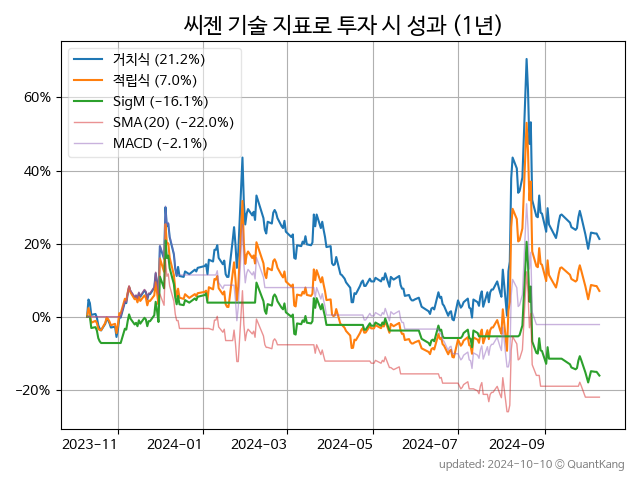 씨젠 기술 지표로 투자 시 성과 (1년)
거치식 (21.2%)
적립식 (7.0%)
SigM (−16.1%)
SMA(20) (−22.0%)
MACD (−2.1%)
60%
40%
20%
0%
−20%
2023-11 2024-01 2024-03 2024-05 2024-07 2024-09
updated: 2024-10-10 © QuantKang